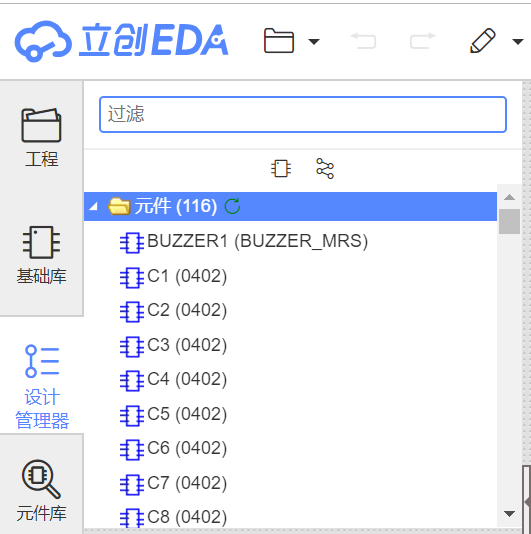 立创EDA
过滤
工程
基础库
设计
管理器
元件库
元件 (116)
BUZZER1 (BUZZER_MRS)
C1 (0402)
C2 (0402)
C3 (0402)
C4 (0402)
C5 (0402)
C6 (0402)
C7 (0402)
C8 (0402)